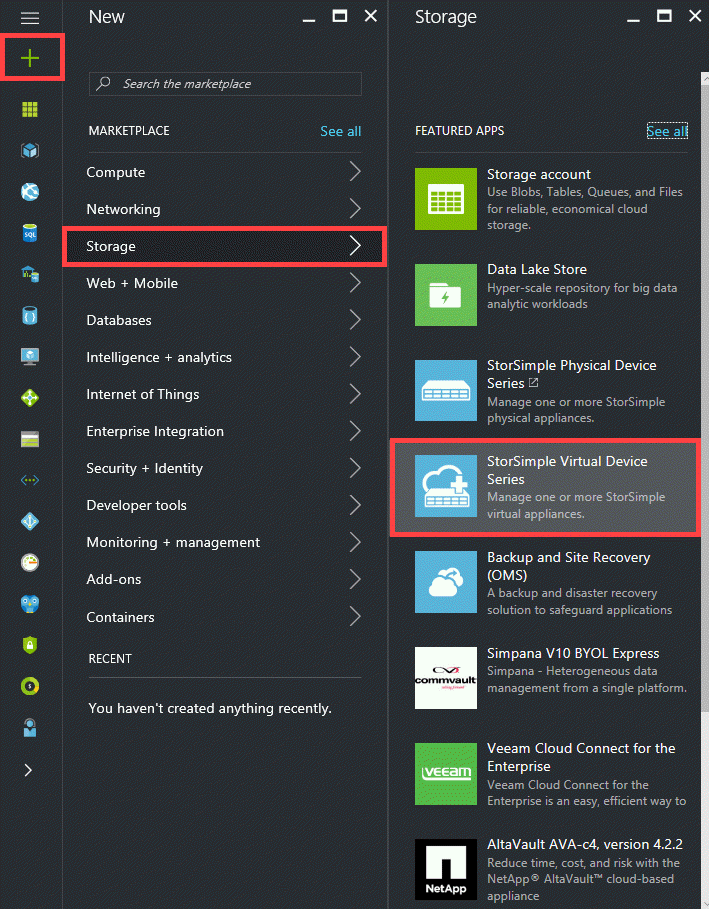 New
Search the marketplace
MARKETPLACE
See all
Compute
Networking
Storage
Web + Mobile
Databases
Intelligence + analytics
Internet of Things
Enterprise Integration
Security + Identity
Developer tools
Monitoring + management
Add-ons
Containers
RECENT
You haven't created anything recently.
Storage
FEATURED APPS
See all
Storage account
Use Blobs, Tables, Queues, and Files
for reliable, economical cloud
storage.
Data Lake Store
Hyper-scale repository for big data
analytic workloads
StorSimple Physical Device
Series
Manage one or more StorSimple
physical appliances.
StorSimple Virtual Device
Series
Manage one or more StorSimple
virtual appliances.
Backup and Site Recovery
(OMS)
A backup and disaster recovery
solution to safeguard applications
commvault
Simpana V10 BYOL Express
Simpana - Heterogeneous data
management from a single platform.
veeam
Veeam Cloud Connect for the
Enterprise
Veeam Cloud Connect for the
Enterprise is an easy, efficient way to
NetApp
AltaVault AVA-c4, version 4.2.2
Reduce time, cost, and risk with the
NetApp® AltaVault™ cloud-based
appliance
SQL